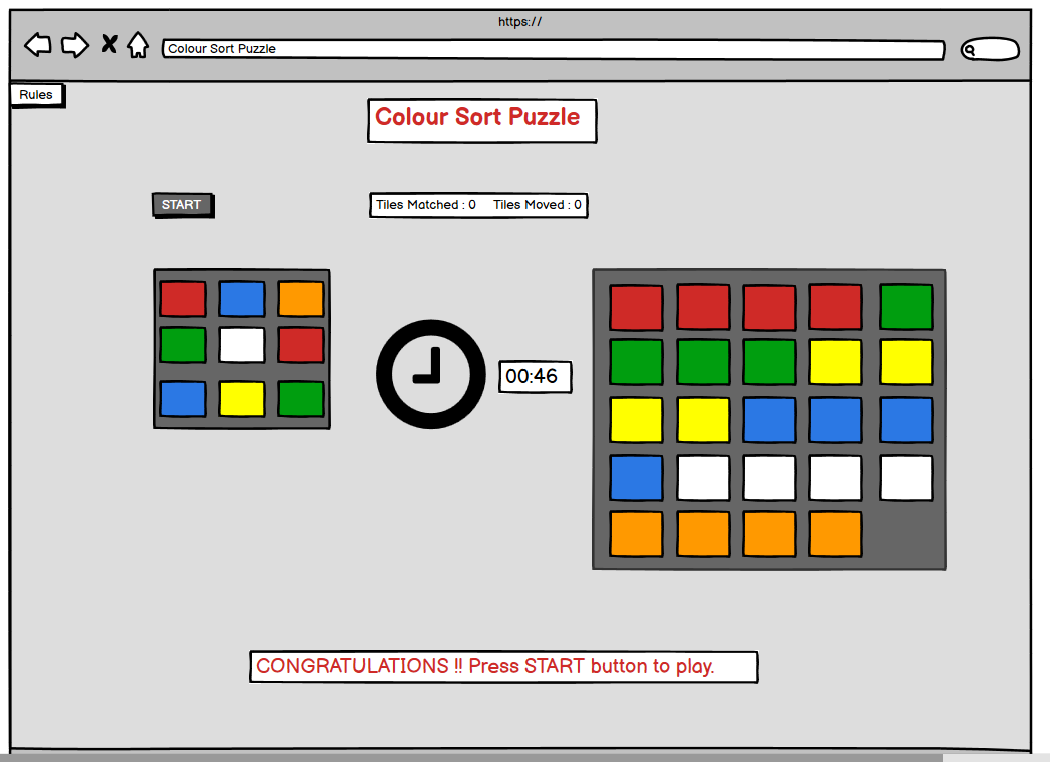 https://
Colour Sort Puzzle
Rules
Colour Sort Puzzle
START
Tiles Matched : 0 Tiles Moved : 0
00:46
CONGRATULATIONS !! Press START button to play.